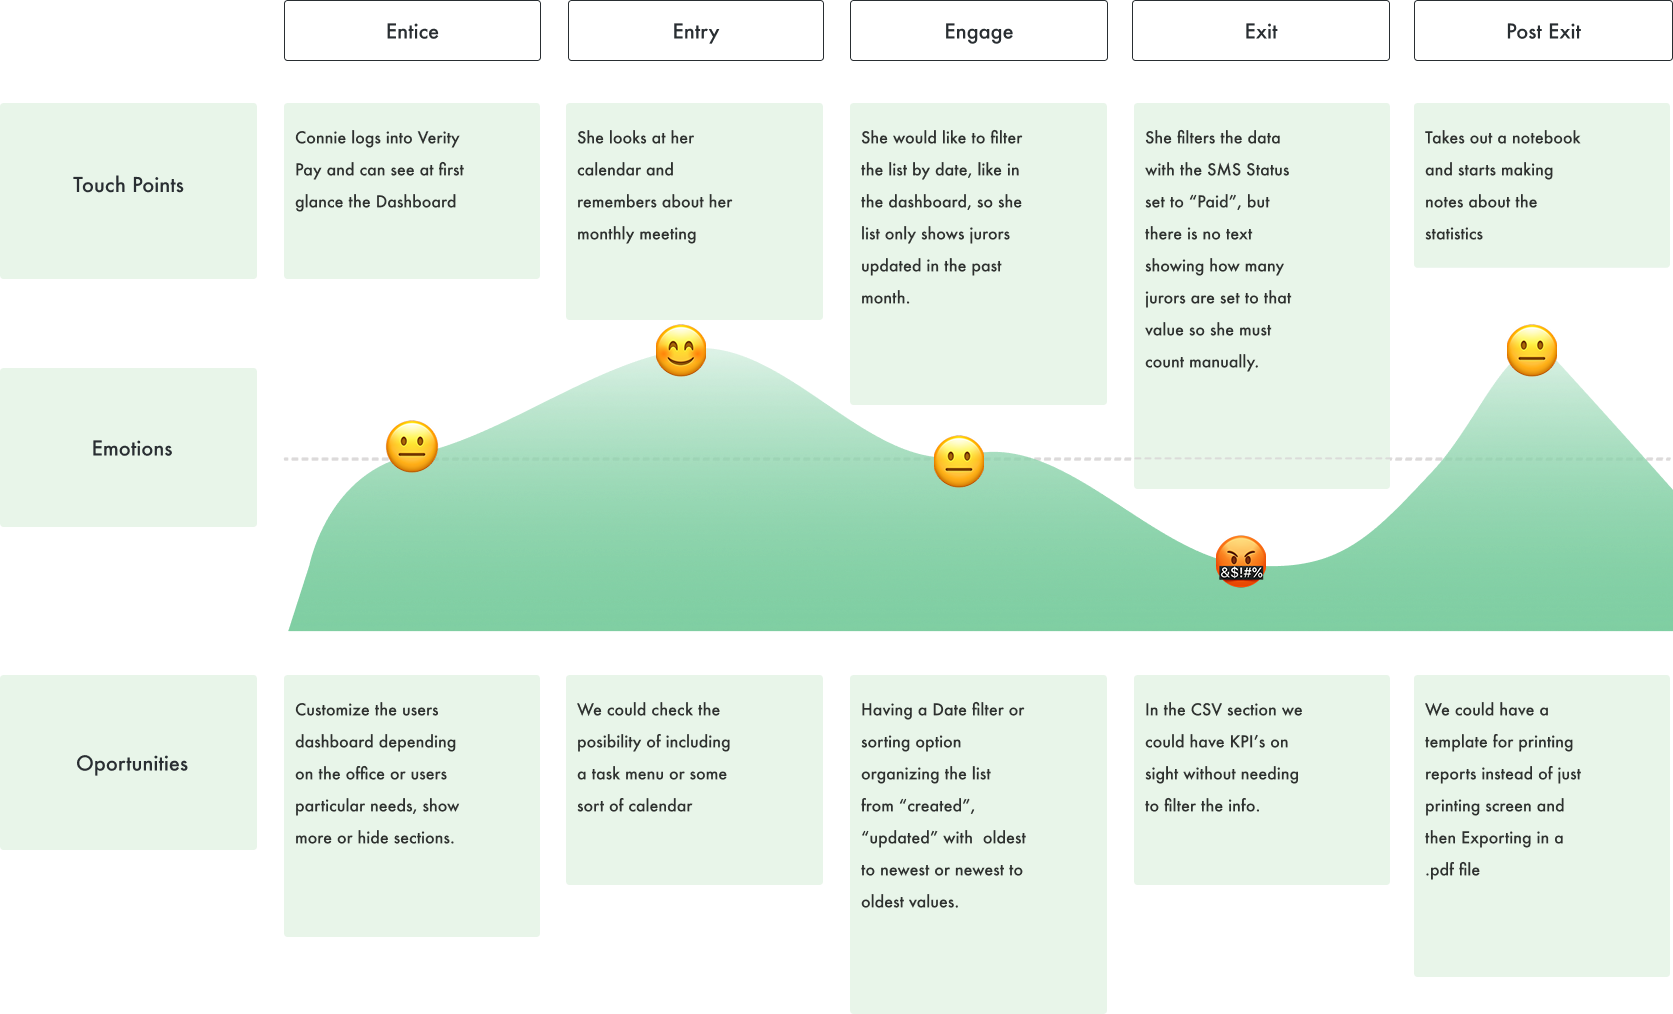 Entice
Entry
Engage
Exit
Post Exit
Touch Points
Connie logs into Verity
Pay and can see at first
glance the Dashboard
She looks at her
calendar and
remembers about her
monthly meeting
She would like to filter
the list by date, like in
the dashboard, so she
list only shows jurors
updated in the past
month.
She filters the data
with the SMS Status
set to “Paid”, but
there is no text
showing how many
jurors are set to that
value so she must
count manually.
Takes out a notebook
and starts making
notes about the
statistics
Emotions
&$!#%
Oportunities
Customize the users
dashboard depending
on the office or users
particular needs, show
more or hide sections.
We could check the
posibility of including
a task menu or some
sort of calendar
Having a Date filter or
sorting option
organizing the list
from “created”,
“updated” with  oldest
to newest or newest to
oldest values.
In the CSV section we
could have KPI’s on
sight without needing
to filter the info.
We could have a
template for printing
reports instead of just
printing screen and
then Exporting in a
.pdf file